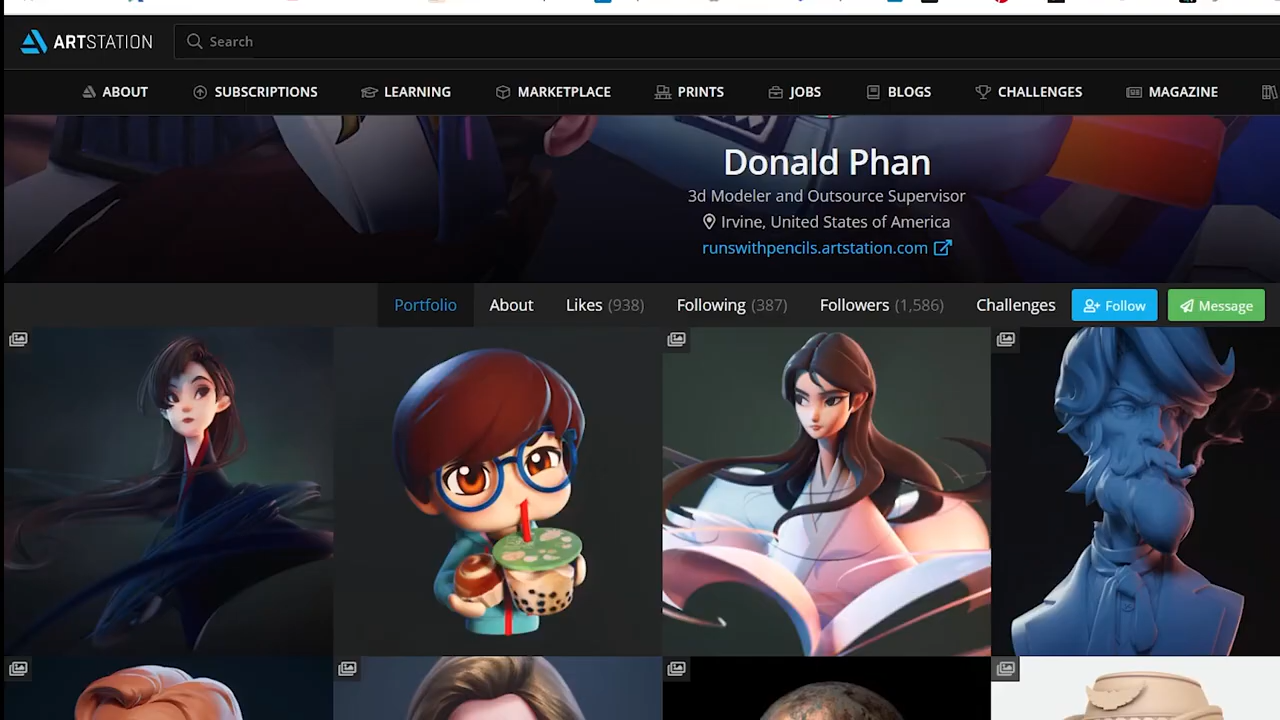 ARTSTATION
Search
ABOUT SUBSCRIPTIONS LEARNING MARKETPLACE PRINTS JOBS BLOGS CHALLENGES MAGAZINE
Donald Phan
3d Modeler and Outsource Supervisor
Irvine, United States of America
runswithpencils.artstation.com
Portfolio About Likes (938) Following (387) Followers (1,586) Challenges Follow Message